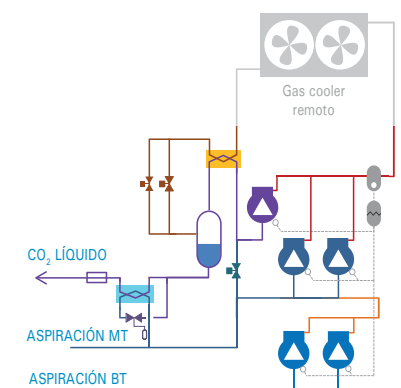 Gas cooler
remoto
CO2 LÍQUIDO
ASPIRACIÓN MT
ASPIRACIÓN BT